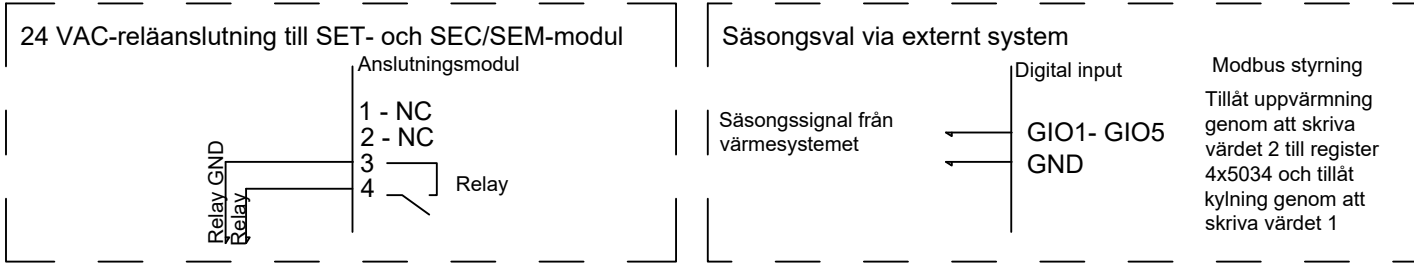 24 VAC-reläanslutning till SET- och SEC/SEM-modul
Anslutningsmodul
1 - NC
2 - NC
3
4
Relay
Relay GND
Relay
Säsongsval via externt system
Digital input
Säsongssignal från
värmesystemet
GIO1- GIO5
GND
Modbus styrning
Tillåt uppvärmning
genom att skriva
värdet 2 till register
4x5034 och tillåt
kylning genom att
skriva värdet 1